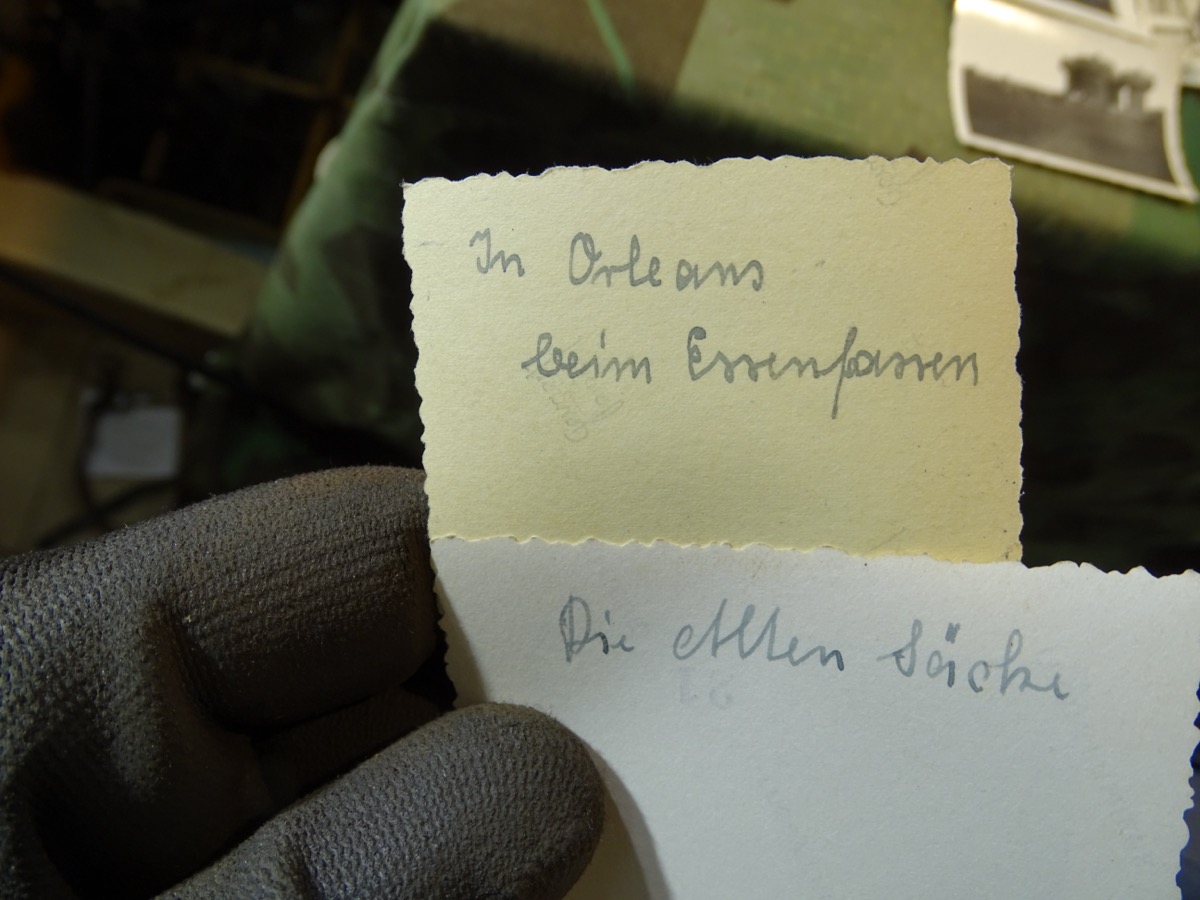 In Orleans
beim Essenfassen
Die Alten Säcke